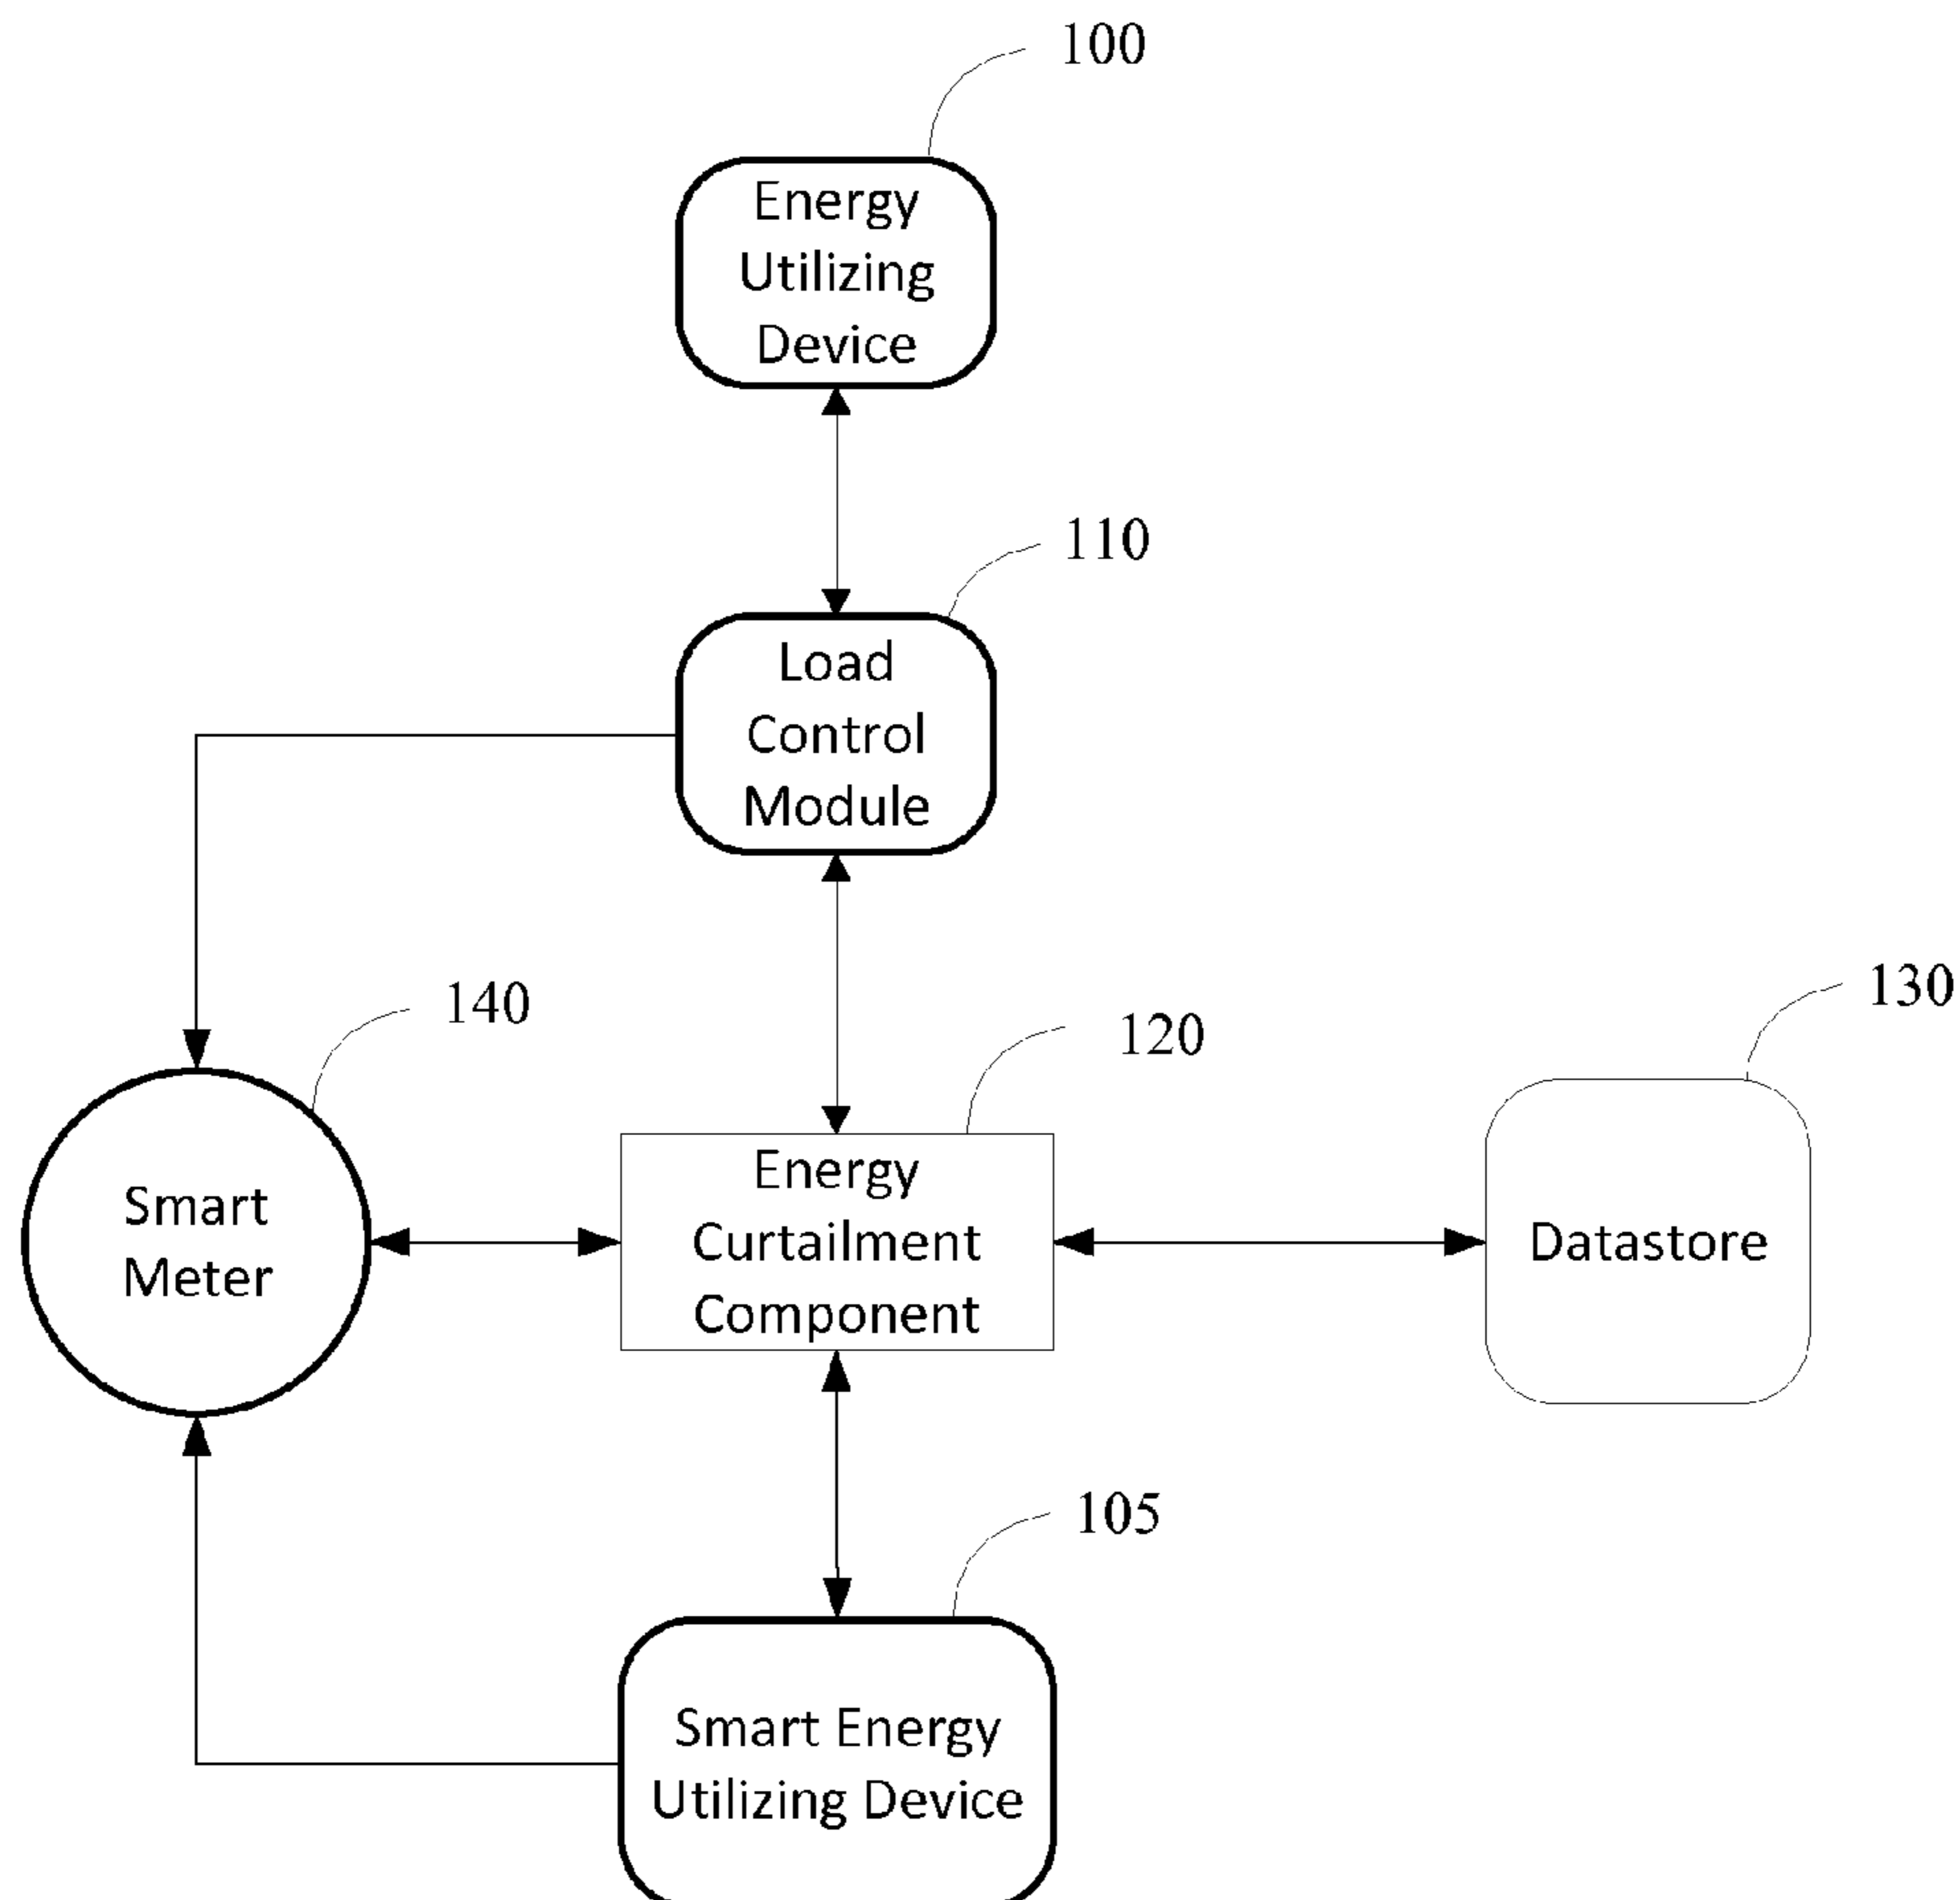 100
Energy
Utilizing
Device
110
Load
Control
Module
140
Smart
Meter
120
Energy
Curtailment
Component
130
Datastore
105
Smart Energy
Utilizing Device